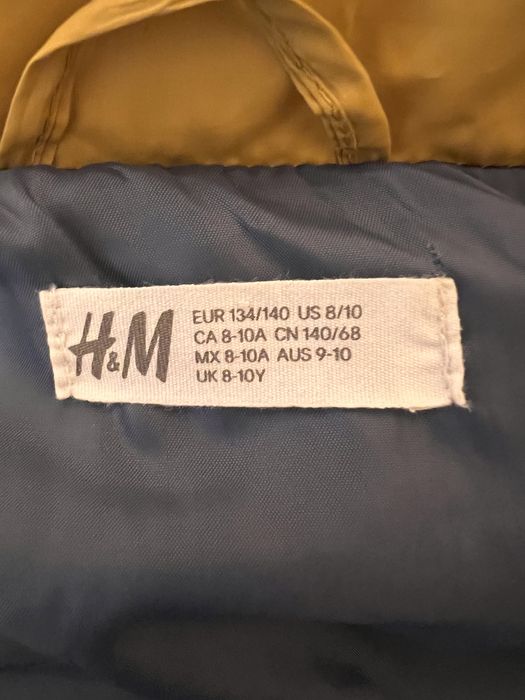 H&M
EUR 134/140 US 8/10
CA 8-10A CN 140/68
MX 8-10A AUS 9-10
UK 8-10Y